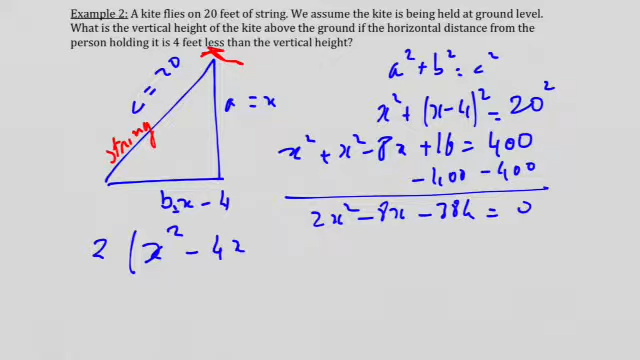 Example 2: A kite flies on 20 feet of string. We assume the kite is being held at ground level.
What is the vertical height of the kite above the ground if the horizontal distance from the
person holding it is 4 feet less than the vertical height?
c = 20
string
a = x
b = x - 4
a² + b² = c²
x² + (x - 4)² = 20²
x² + x² - 8x + 16 = 400
- 400 - 400
2x² - 8x - 384 = 0
2 (x² - 4x